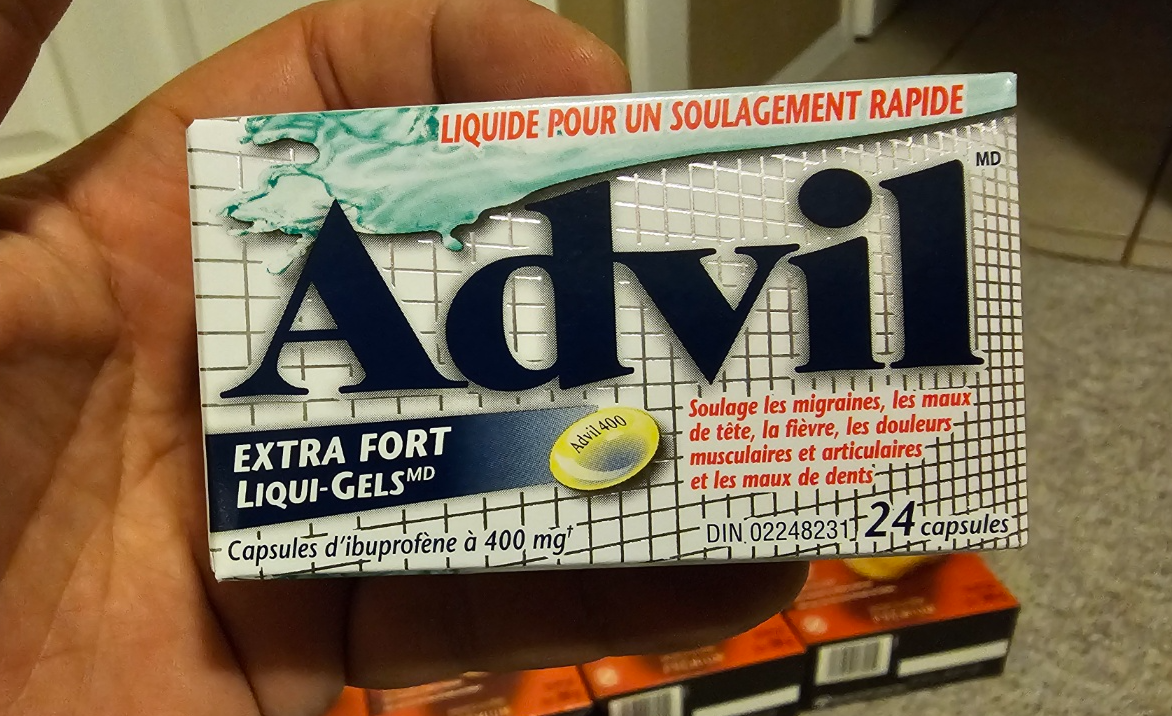 LIQUIDE POUR UN SOULAGEMENT RAPIDE
Advil MD
EXTRA FORT
LIQUI-GELS MD
Advil 400
Soulage les migraines, les maux
de tête, la fièvre, les douleurs
musculaires et articulaires
et les maux de dents
Capsules d'ibuprofène à 400 mg†
DIN 02248231
24 capsules